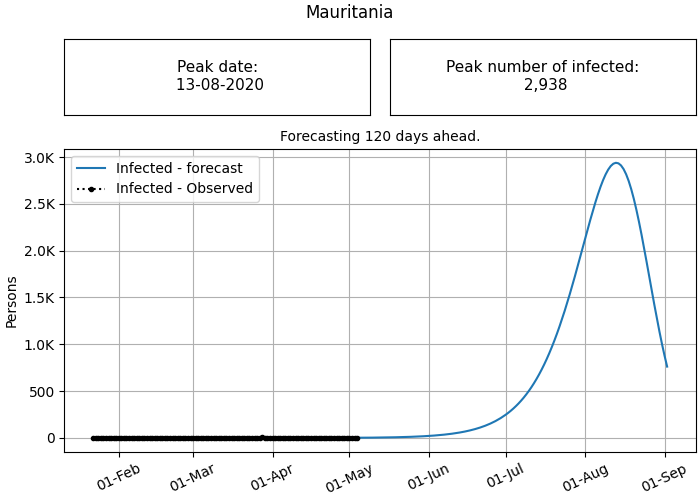 Mauritania
Peak date:
13-08-2020
Peak number of infected:
2,938
Forecasting 120 days ahead.
Infected - forecast
Infected - Observed
Persons
3.0K
2.5K
2.0K
1.5K
1.0K
500
0
01-Feb
01-Mar
01-Apr
01-May
01-Jun
01-Jul
01-Aug
01-Sep